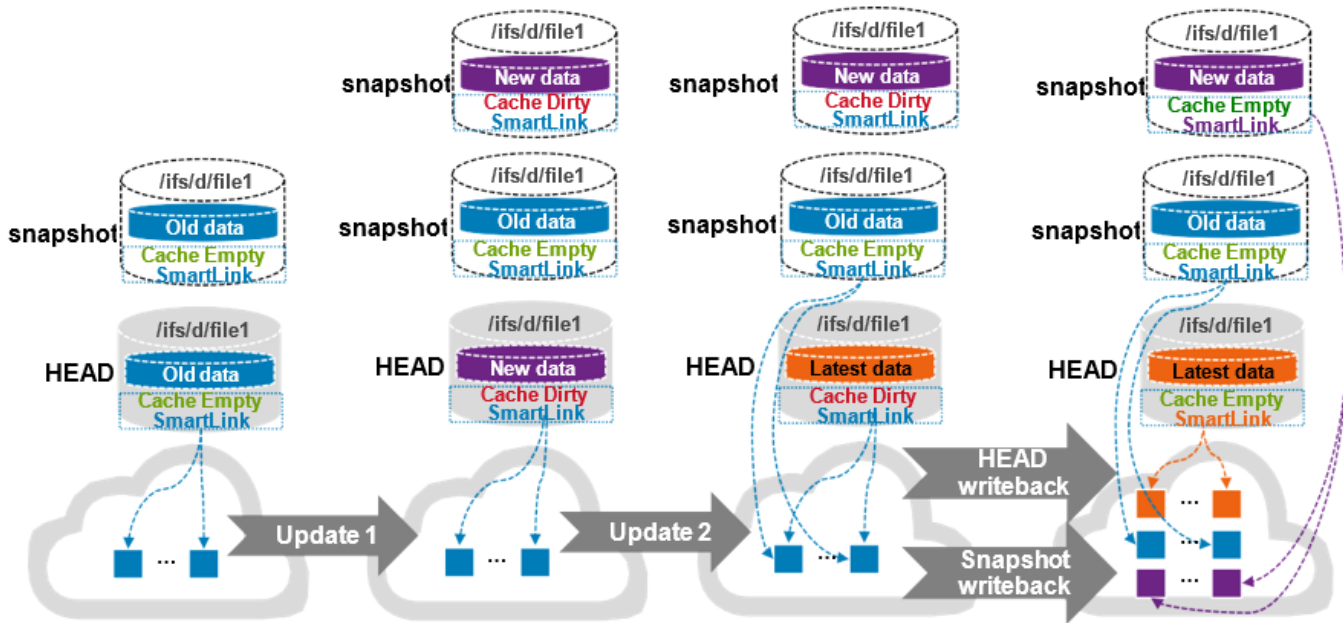 /ifs/d/file1
New data
Cache Dirty
SmartLink
snapshot
/ifs/d/file1
New data
Cache Dirty
SmartLink
snapshot
/ifs/d/file1
New data
Cache Empty
SmartLink
snapshot
/ifs/d/file1
Old data
Cache Empty
SmartLink
snapshot
/ifs/d/file1
Old data
Cache Empty
SmartLink
snapshot
/ifs/d/file1
Old data
Cache Empty
SmartLink
snapshot
/ifs/d/file1
Old data
Cache Empty
SmartLink
snapshot
/ifs/d/file1
Old data
Cache Empty
SmartLink
HEAD
/ifs/d/file1
New data
Cache Dirty
SmartLink
HEAD
/ifs/d/file1
Latest data
Cache Dirty
SmartLink
HEAD
/ifs/d/file1
Latest data
Cache Empty
SmartLink
HEAD
...
Update 1
...
Update 2
...
HEAD
writeback
Snapshot
writeback
...
...
...